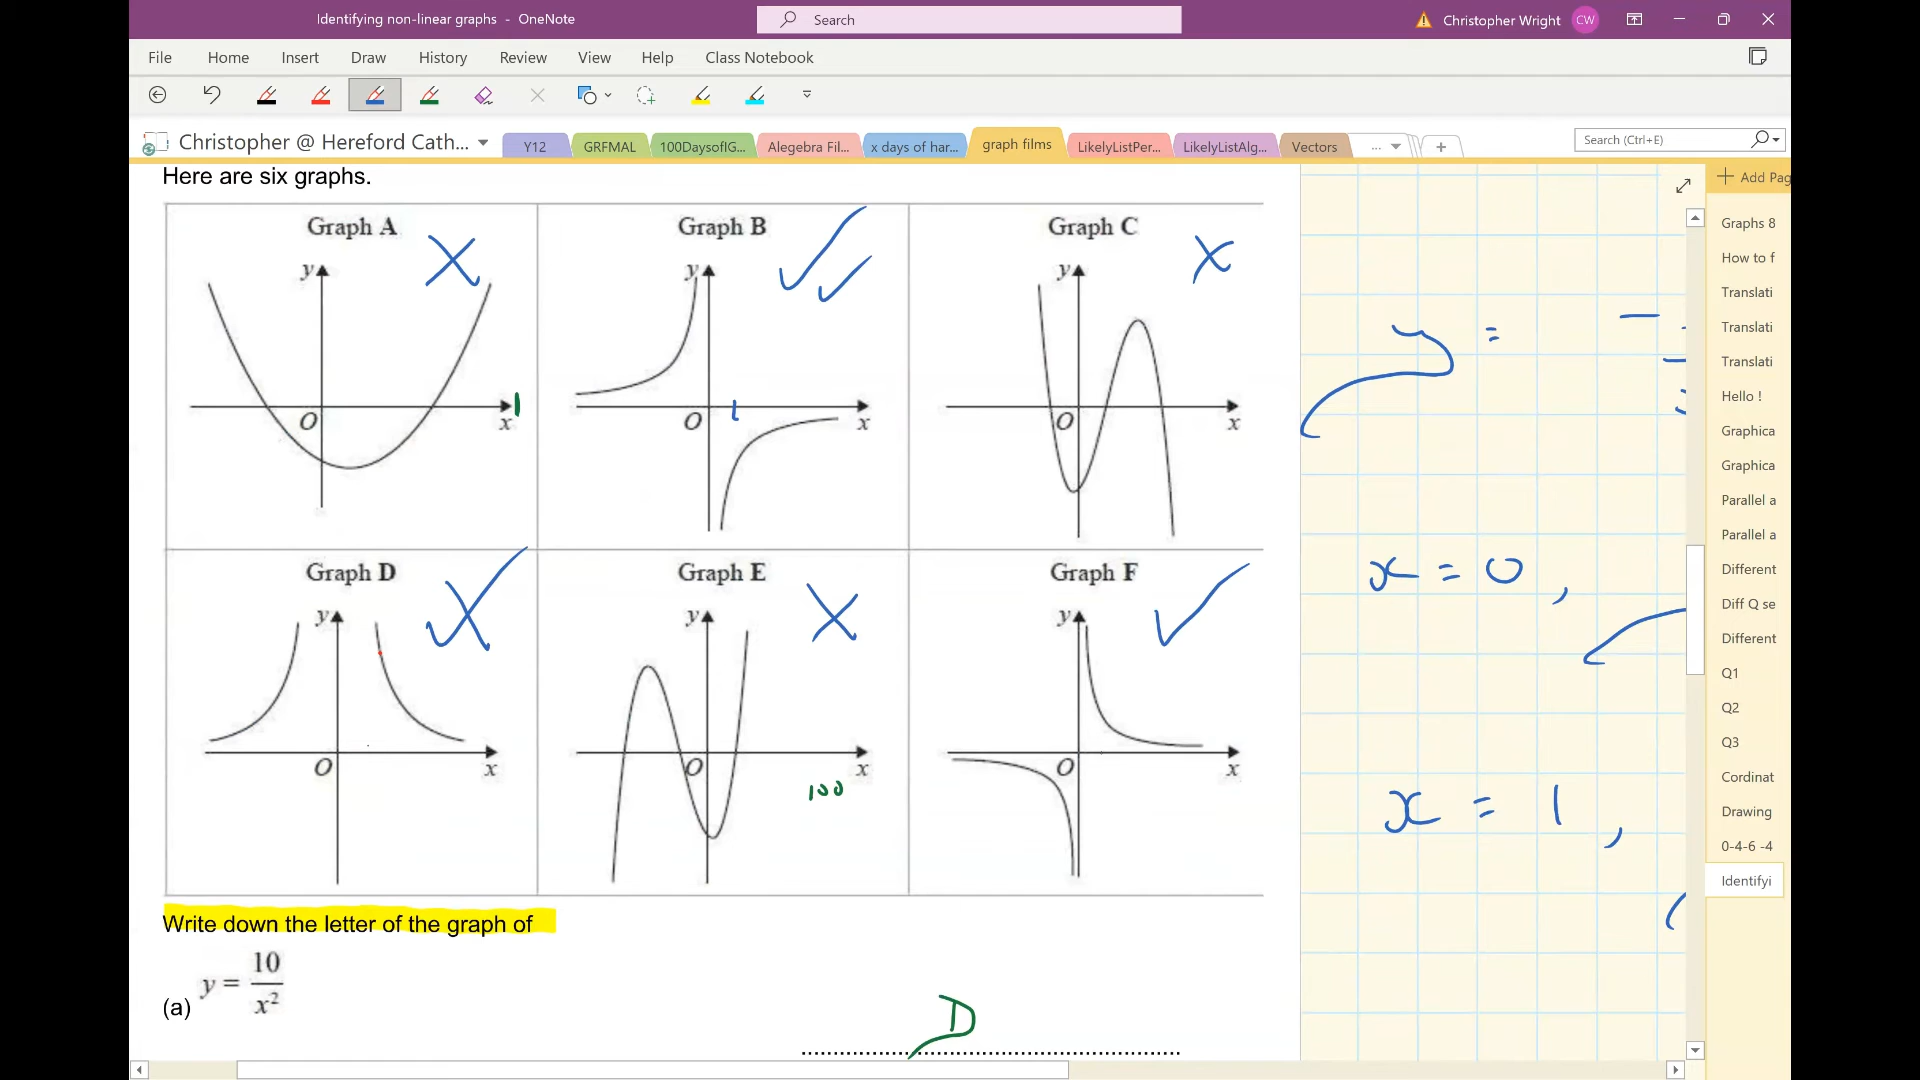 Identifying non-linear graphs - OneNote
Search
Christopher Wright CW
File Home Insert Draw History Review View Help Class Notebook
Christopher @ Hereford Cath...
Y12 GRFMAL 100DaysofIG... Alegebra Fil... x days of har... graph films LikelyListPer... LikelyListAlg... Vectors ...
Search (Ctrl+E)
Here are six graphs.
Graph A Graph B Graph C
y y y
O x 1 O 1 x O x
Graph D Graph E Graph F
y y y
O x O x O x
100
Write down the letter of the graph of
(a) y = 10/x²
D
y = -
x = 0 ,
x = 1 ,
Add Pag
Graphs 8
How to f
Translati
Translati
Translati
Hello !
Graphica
Graphica
Parallel a
Parallel a
Different
Diff Q se
Different
Q1
Q2
Q3
Cordinat
Drawing
0-4-6 -4
Identifyi